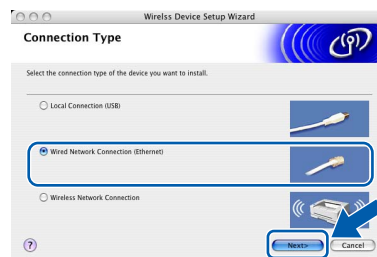 Wirelss Device Setup Wizard
Connection Type
Select the connection type of the device you want to install.
Local Connection (USB)
Wired Network Connection (Ethernet)
Wireless Network Connection
?
Next>
Cancel